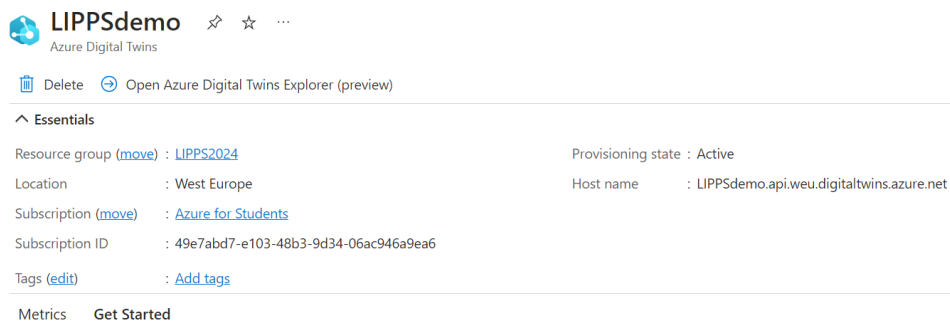 LIPPSdemo
Azure Digital Twins
Delete Open Azure Digital Twins Explorer (preview)
Essentials
Resource group (move) : LIPPS2024 Provisioning state : Active
Location : West Europe Host name : LIPPSdemo.api.weu.digitaltwins.azure.net
Subscription (move) : Azure for Students
Subscription ID : 49e7abd7-e103-48b3-9d34-06ac946a9ea6
Tags (edit) : Add tags
Metrics Get Started